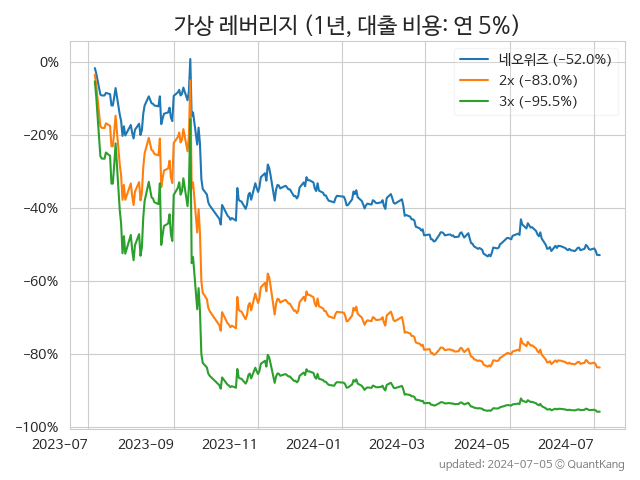 가상 레버리지 (1년, 대출 비용: 연 5%)
네오위즈 (−52.0%)
2x (−83.0%)
3x (−95.5%)
0%
−20%
−40%
−60%
−80%
−100%
2023-07 2023-09 2023-11 2024-01 2024-03 2024-05 2024-07
updated: 2024-07-05 © QuantKang